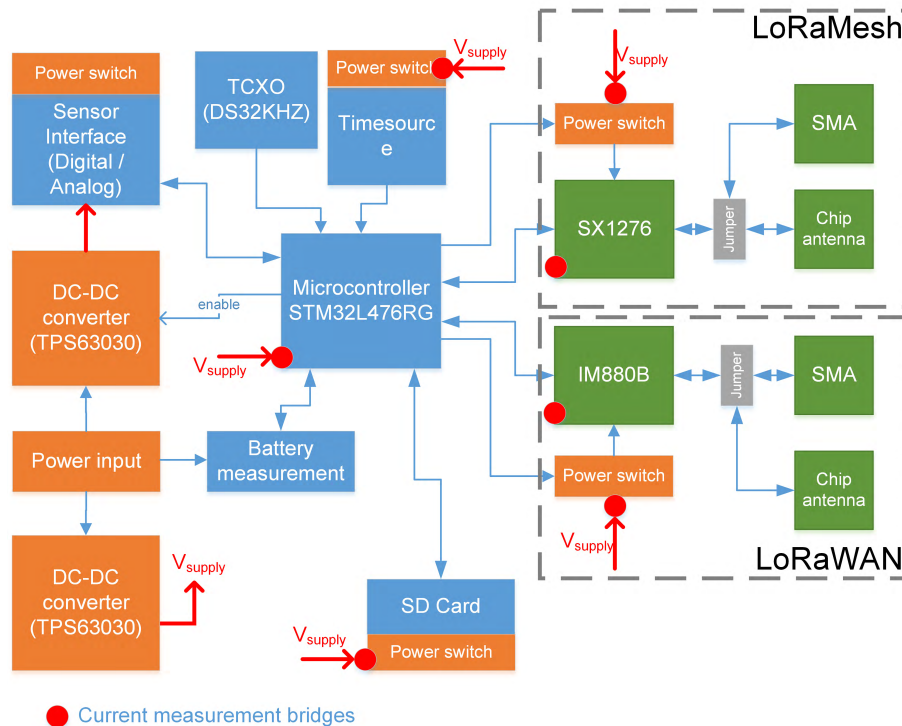 LoRaMesh
Power switch
Sensor
Interface
(Digital /
Analog)
TCXO
(DS32KHZ)
Power switch
Timesourc
e
Vsupply
Vsupply
Power switch
SX1276
Jumper
SMA
Chip
antenna
DC-DC
converter
(TPS63030)
enable
Microcontroller
STM32L476RG
Vsupply
IM880B
Jumper
SMA
Chip
antenna
Power switch
Vsupply
LoRaWAN
Power input
Battery
measurement
DC-DC
converter
(TPS63030)
Vsupply
SD Card
Power switch
Vsupply
Current measurement bridges